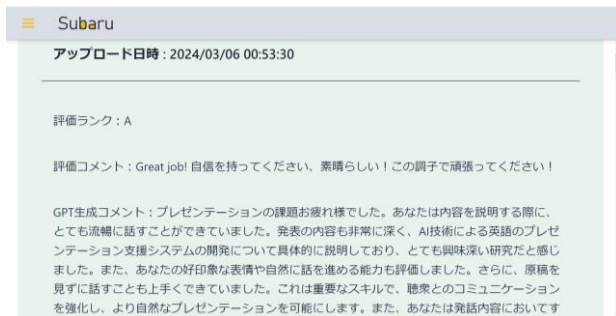 Subaru
アップロード日時 : 2024/03/06 00:53:30
評価ランク : A
評価コメント : Great job! 自信を持ってください、素晴らしい！この調子で頑張ってください！
GPT生成コメント : プレゼンテーションの課題お疲れ様でした。あなたは内容を説明する際に、
とても流暢に話すことができていました。発表の内容も非常に深く、AI技術による英語のプレゼ
ンテーション支援システムの開発について具体的に説明しており、とても興味深い研究だと感じ
ました。また、あなたの好印象な表情や自然に話を進める能力も評価しました。さらに、原稿を
見ずに話すことも上手くできていました。これは重要なスキルで、聴衆とのコミュニケーション
を強化し、より自然なプレゼンテーションを可能にします。また、あなたは発話内容においてす